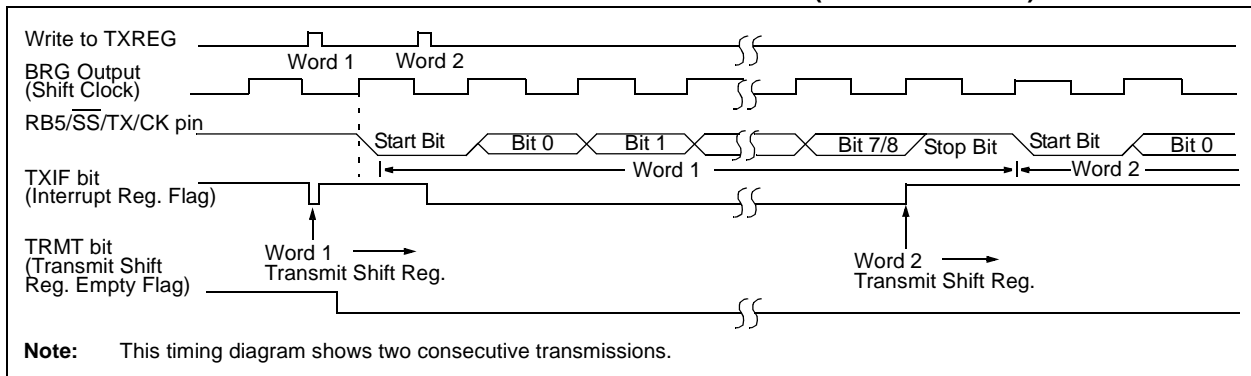 Write to TXREG
Word 1 Word 2
BRG Output
(Shift Clock)
RB5/SS/TX/CK pin
Start Bit Bit 0 Bit 1 Bit 7/8 Stop Bit Start Bit Bit 0
Word 1 Word 2
TXIF bit
(Interrupt Reg. Flag)
TRMT bit
(Transmit Shift
Reg. Empty Flag)
Word 1
Transmit Shift Reg.
Word 2
Transmit Shift Reg.
Note: This timing diagram shows two consecutive transmissions.